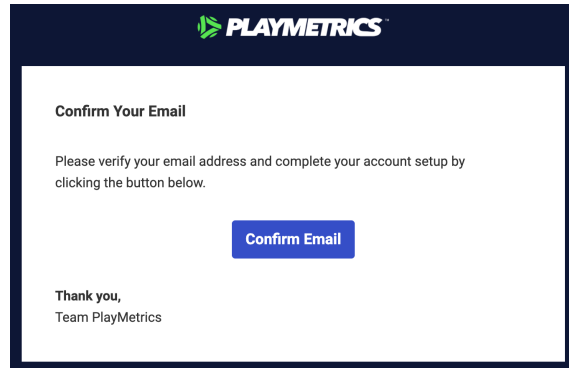 PLAYMETRICS™
Confirm Your Email
Please verify your email address and complete your account setup by
clicking the button below.
Confirm Email
Thank you,
Team PlayMetrics